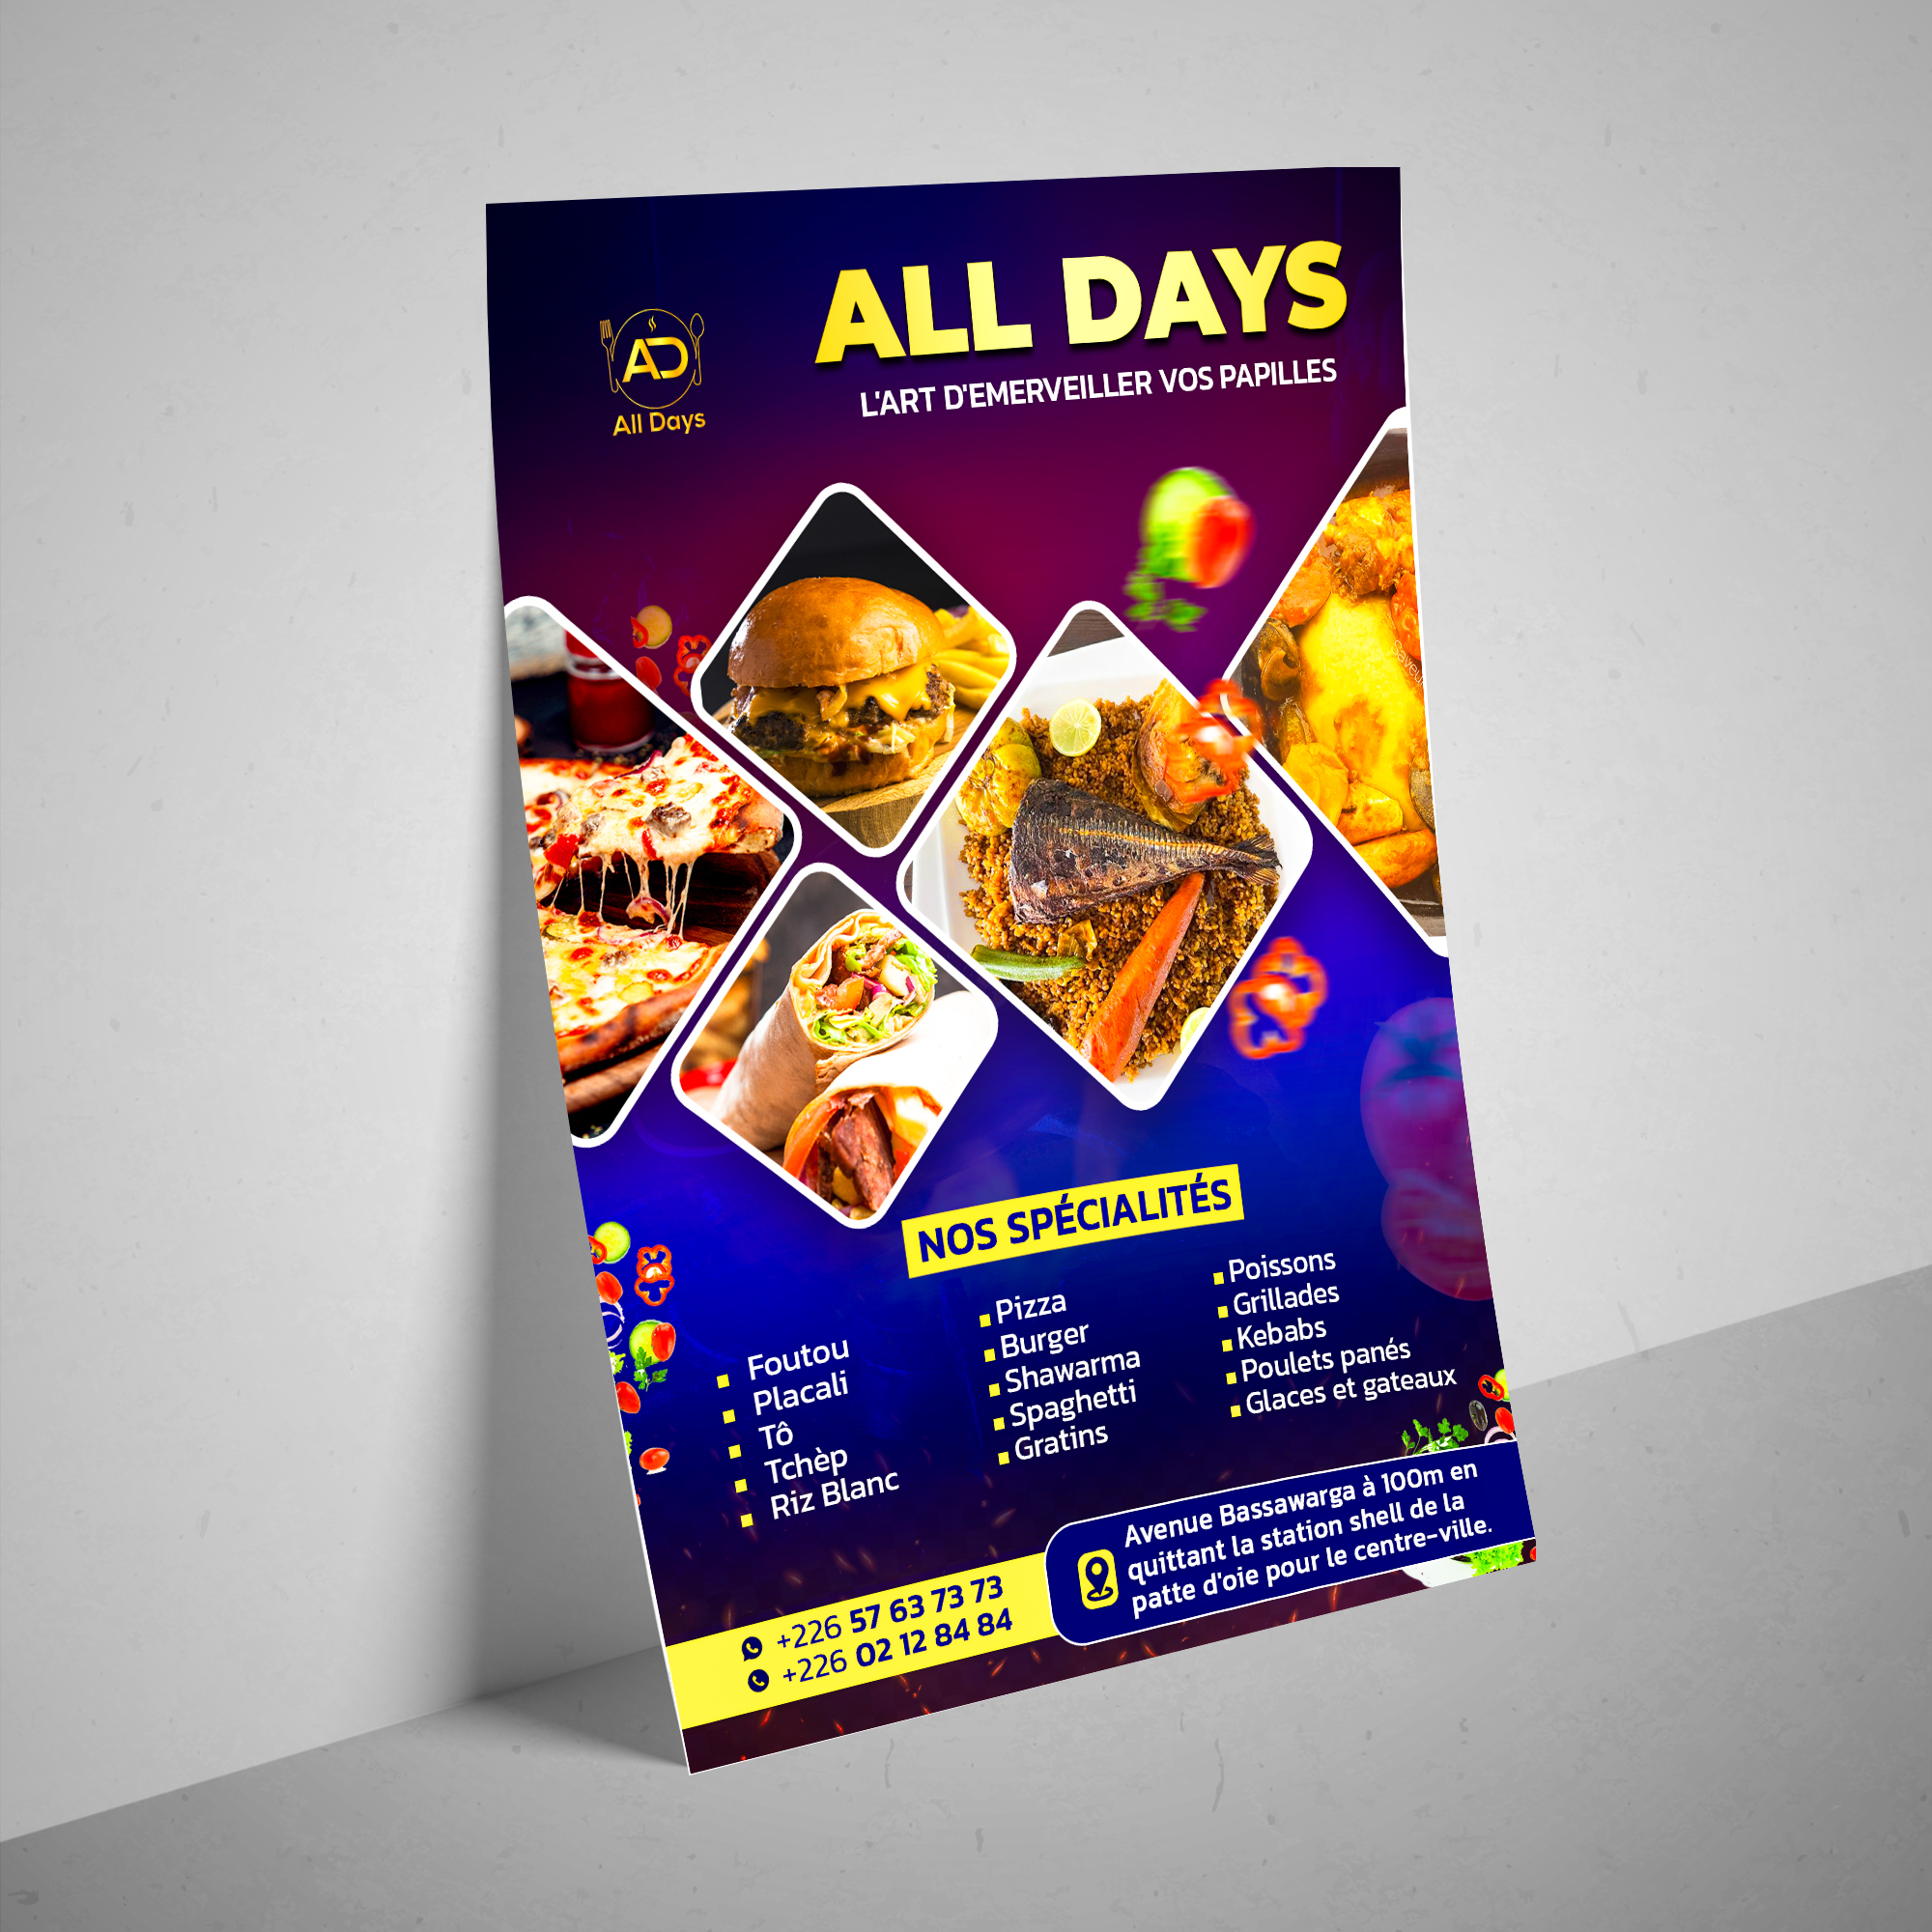 ALL DAYS
L'ART D'EMERVEILLER VOS PAPILLES
AD
All Days
NOS SPÉCIALITÉS
Foutou
Placali
Tô
Tchèp
Riz Blanc
Pizza
Burger
Shawarma
Spaghetti
Gratins
Poissons
Grillades
Kebabs
Poulets panés
Glaces et gateaux
Avenue Bassawarga à 100m en
quittant la station shell de la
patte d'oie pour le centre-ville.
+226 57 63 73 73
+226 02 12 84 84